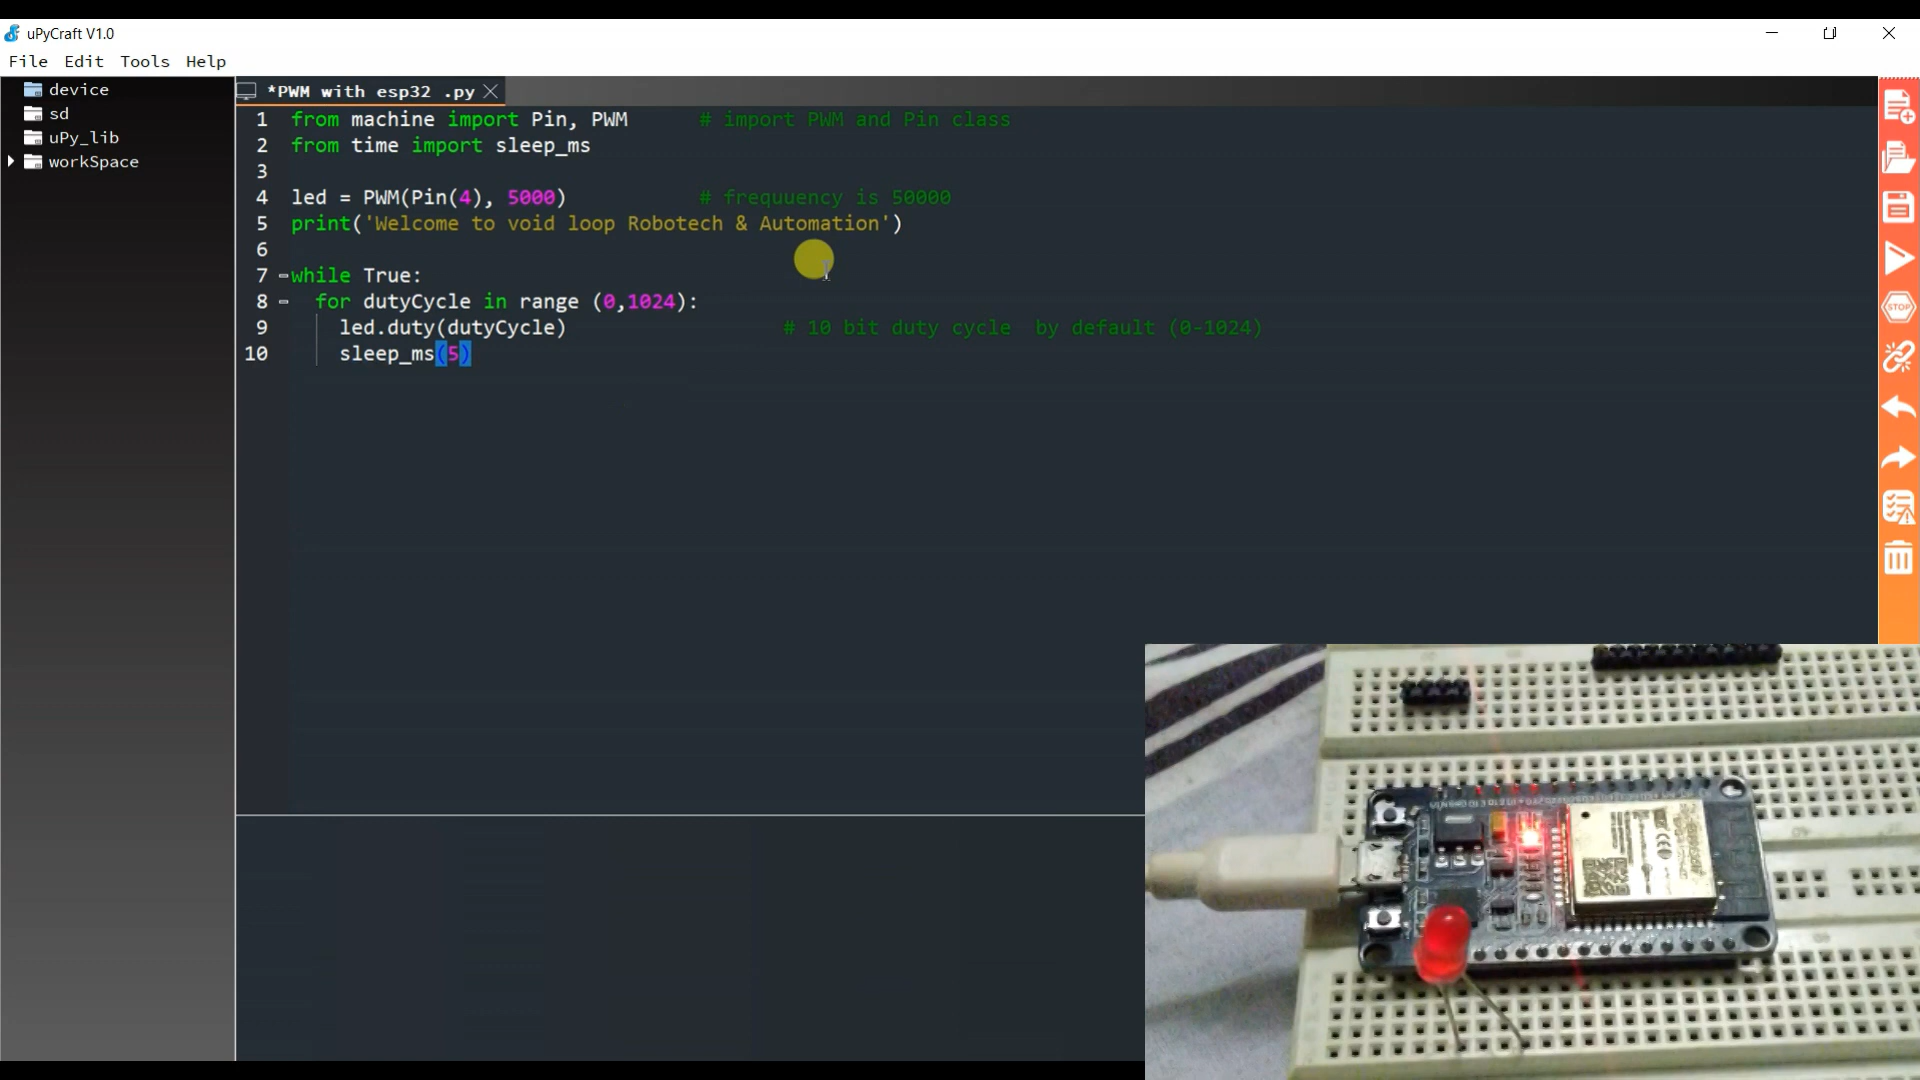 uPyCraft V1.0
File Edit Tools Help
device
sd
uPy_lib
workSpace
*PWM with esp32 .py
1 from machine import Pin, PWM # import PWM and Pin class
2 from time import sleep_ms
3
4 led = PWM(Pin(4), 5000) # frequuency is 50000
5 print('Welcome to void loop Robotech & Automation')
6
7 while True:
8 for dutyCycle in range (0,1024):
9 led.duty(dutyCycle) # 10 bit duty cycle by default (0-1024)
10 sleep_ms(5)
STOP